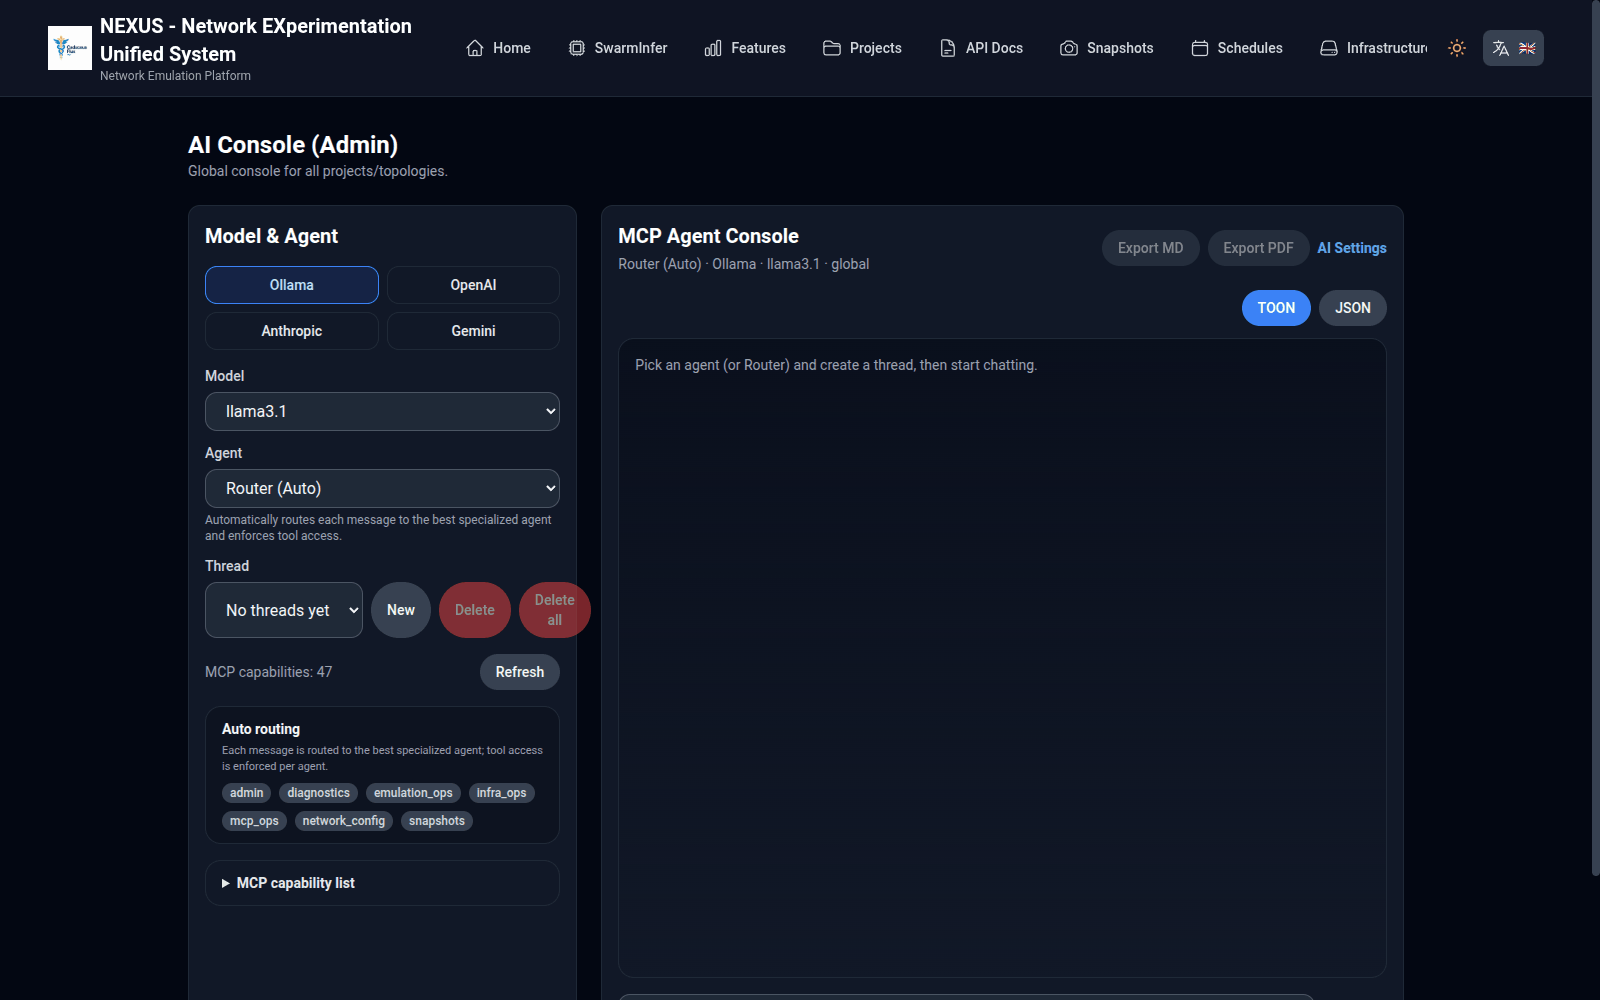 NEXUS - Network EXperimentation
Unified System
Network Emulation Platform
Home
SwarmInfer
Features
Projects
API Docs
Snapshots
Schedules
Infrastructur
AI Console (Admin)
Global console for all projects/topologies.
Model & Agent
Ollama
OpenAI
Anthropic
Gemini
Model
llama3.1
Agent
Router (Auto)
Automatically routes each message to the best specialized agent
and enforces tool access.
Thread
No threads yet
New
Delete
Delete
all
MCP capabilities: 47
Refresh
Auto routing
Each message is routed to the best specialized agent; tool access
is enforced per agent.
admin
diagnostics
emulation_ops
infra_ops
mcp_ops
network_config
snapshots
MCP capability list
MCP Agent Console
Router (Auto) · Ollama · llama3.1 · global
Export MD
Export PDF
AI Settings
TOON
JSON
Pick an agent (or Router) and create a thread, then start chatting.